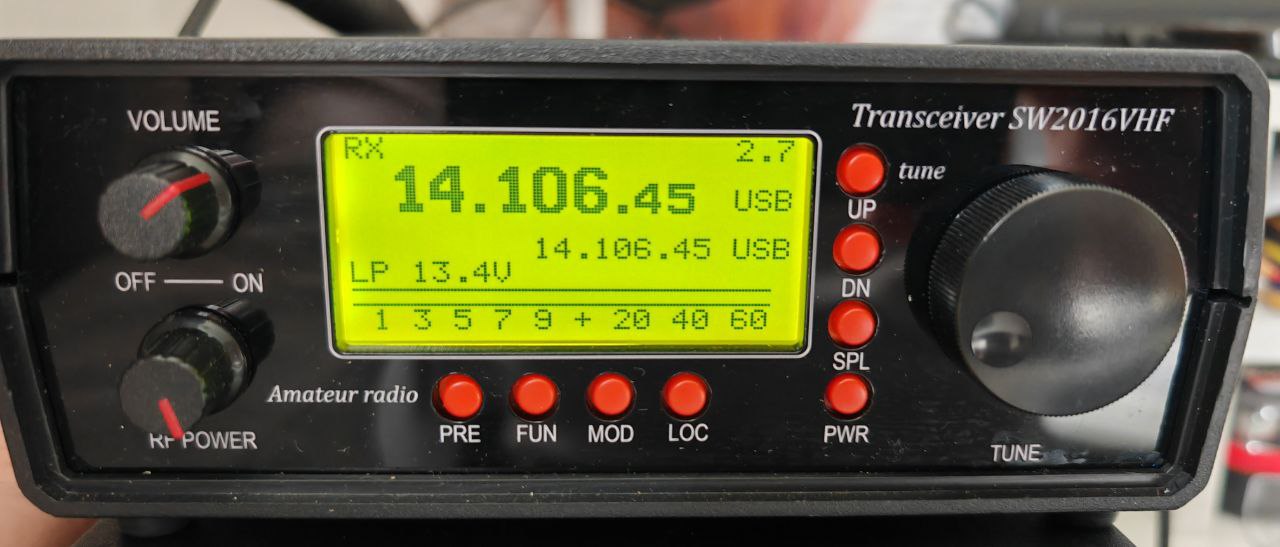 VOLUME
OFF ON
RF POWER
RX 2.7
14.106.45 USB
14.106.45 USB
LP 13.4V
1 3 5 7 9 + 20 40 60
Amateur radio
PRE FUN MOD LOC
Transceiver SW2016VHF
tune
UP
DN
SPL
PWR
TUNE